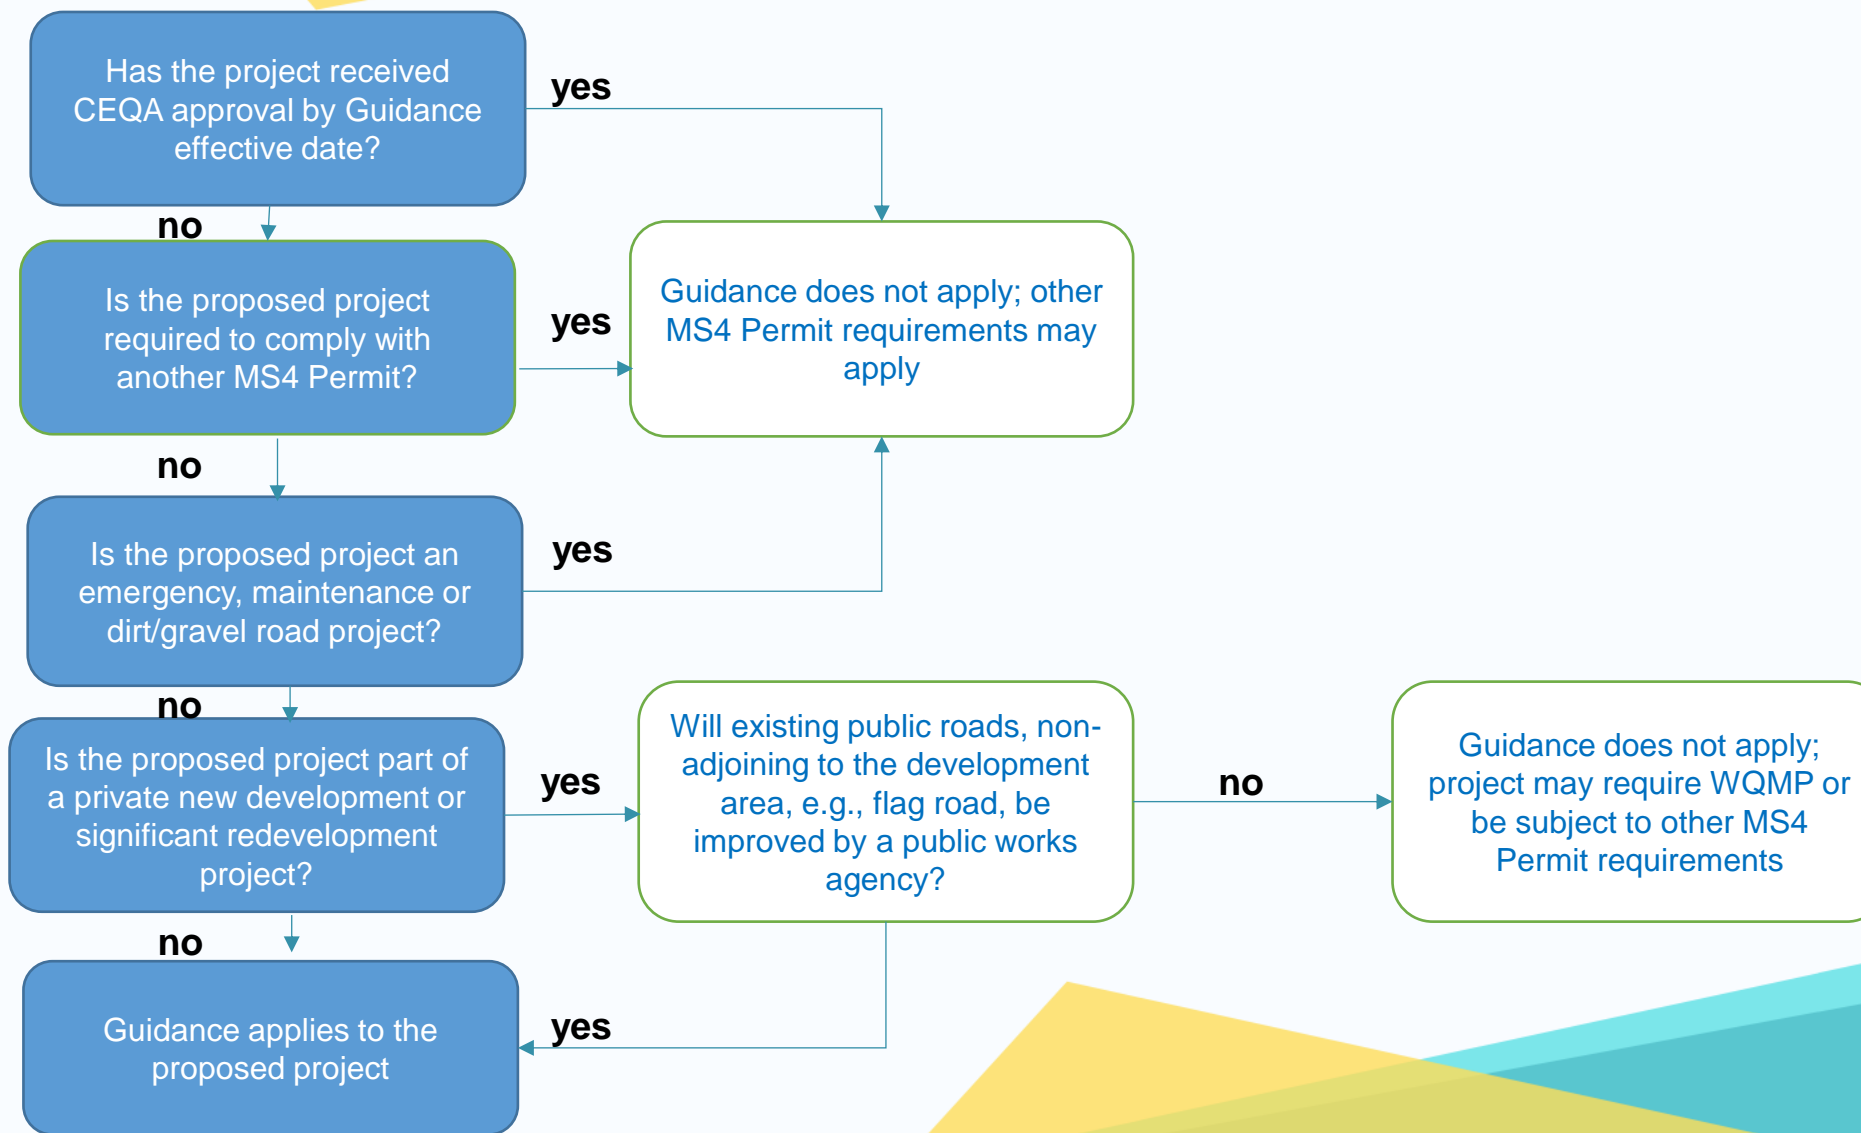 Has the project received
CEQA approval by Guidance
effective date?
yes
no
Is the proposed project
required to comply with
another MS4 Permit?
yes
Guidance does not apply; other
MS4 Permit requirements may
apply
no
Is the proposed project an
emergency, maintenance or
dirt/gravel road project?
yes
no
Is the proposed project part of
a private new development or
significant redevelopment
project?
yes
Will existing public roads, non-
adjoining to the development
area, e.g., flag road, be
improved by a public works
agency?
no
Guidance does not apply;
project may require WQMP or
be subject to other MS4
Permit requirements
no
yes
Guidance applies to the
proposed project